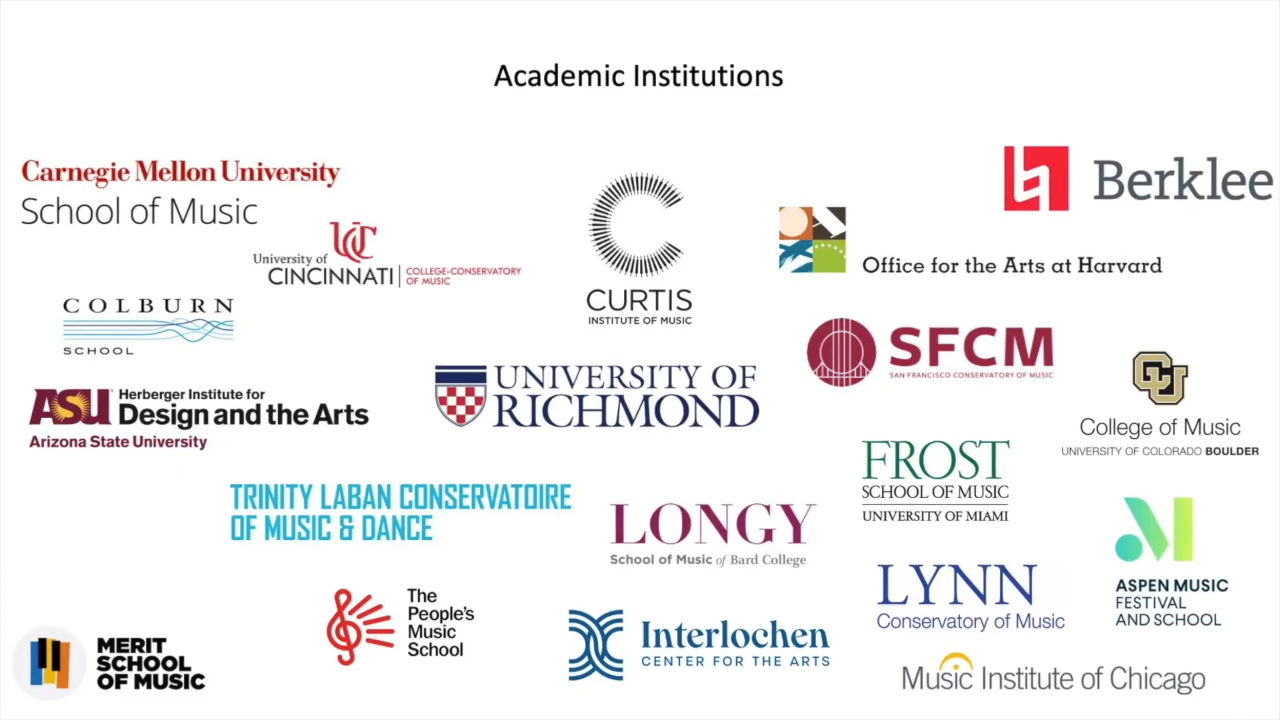 Academic Institutions
Carnegie Mellon University
School of Music
University of
CINCINNATI
COLLEGE-CONSERVATORY
OF MUSIC
CURTIS
INSTITUTE OF MUSIC
Office for the Arts at Harvard
Berklee
COLBURN
SCHOOL
SFCM
SAN FRANCISCO CONSERVATORY OF MUSIC
ASU Herberger Institute for
Design and the Arts
Arizona State University
UNIVERSITY OF
RICHMOND
CU
College of Music
UNIVERSITY OF COLORADO BOULDER
FROST
SCHOOL OF MUSIC
UNIVERSITY OF MIAMI
TRINITY LABAN CONSERVATOIRE
OF MUSIC & DANCE
LONGY
School of Music of Bard College
ASPEN MUSIC
FESTIVAL
AND SCHOOL
LYNN
Conservatory of Music
The
People's
Music
School
Interlochen
CENTER FOR THE ARTS
MERIT
SCHOOL
OF MUSIC
Music Institute of Chicago